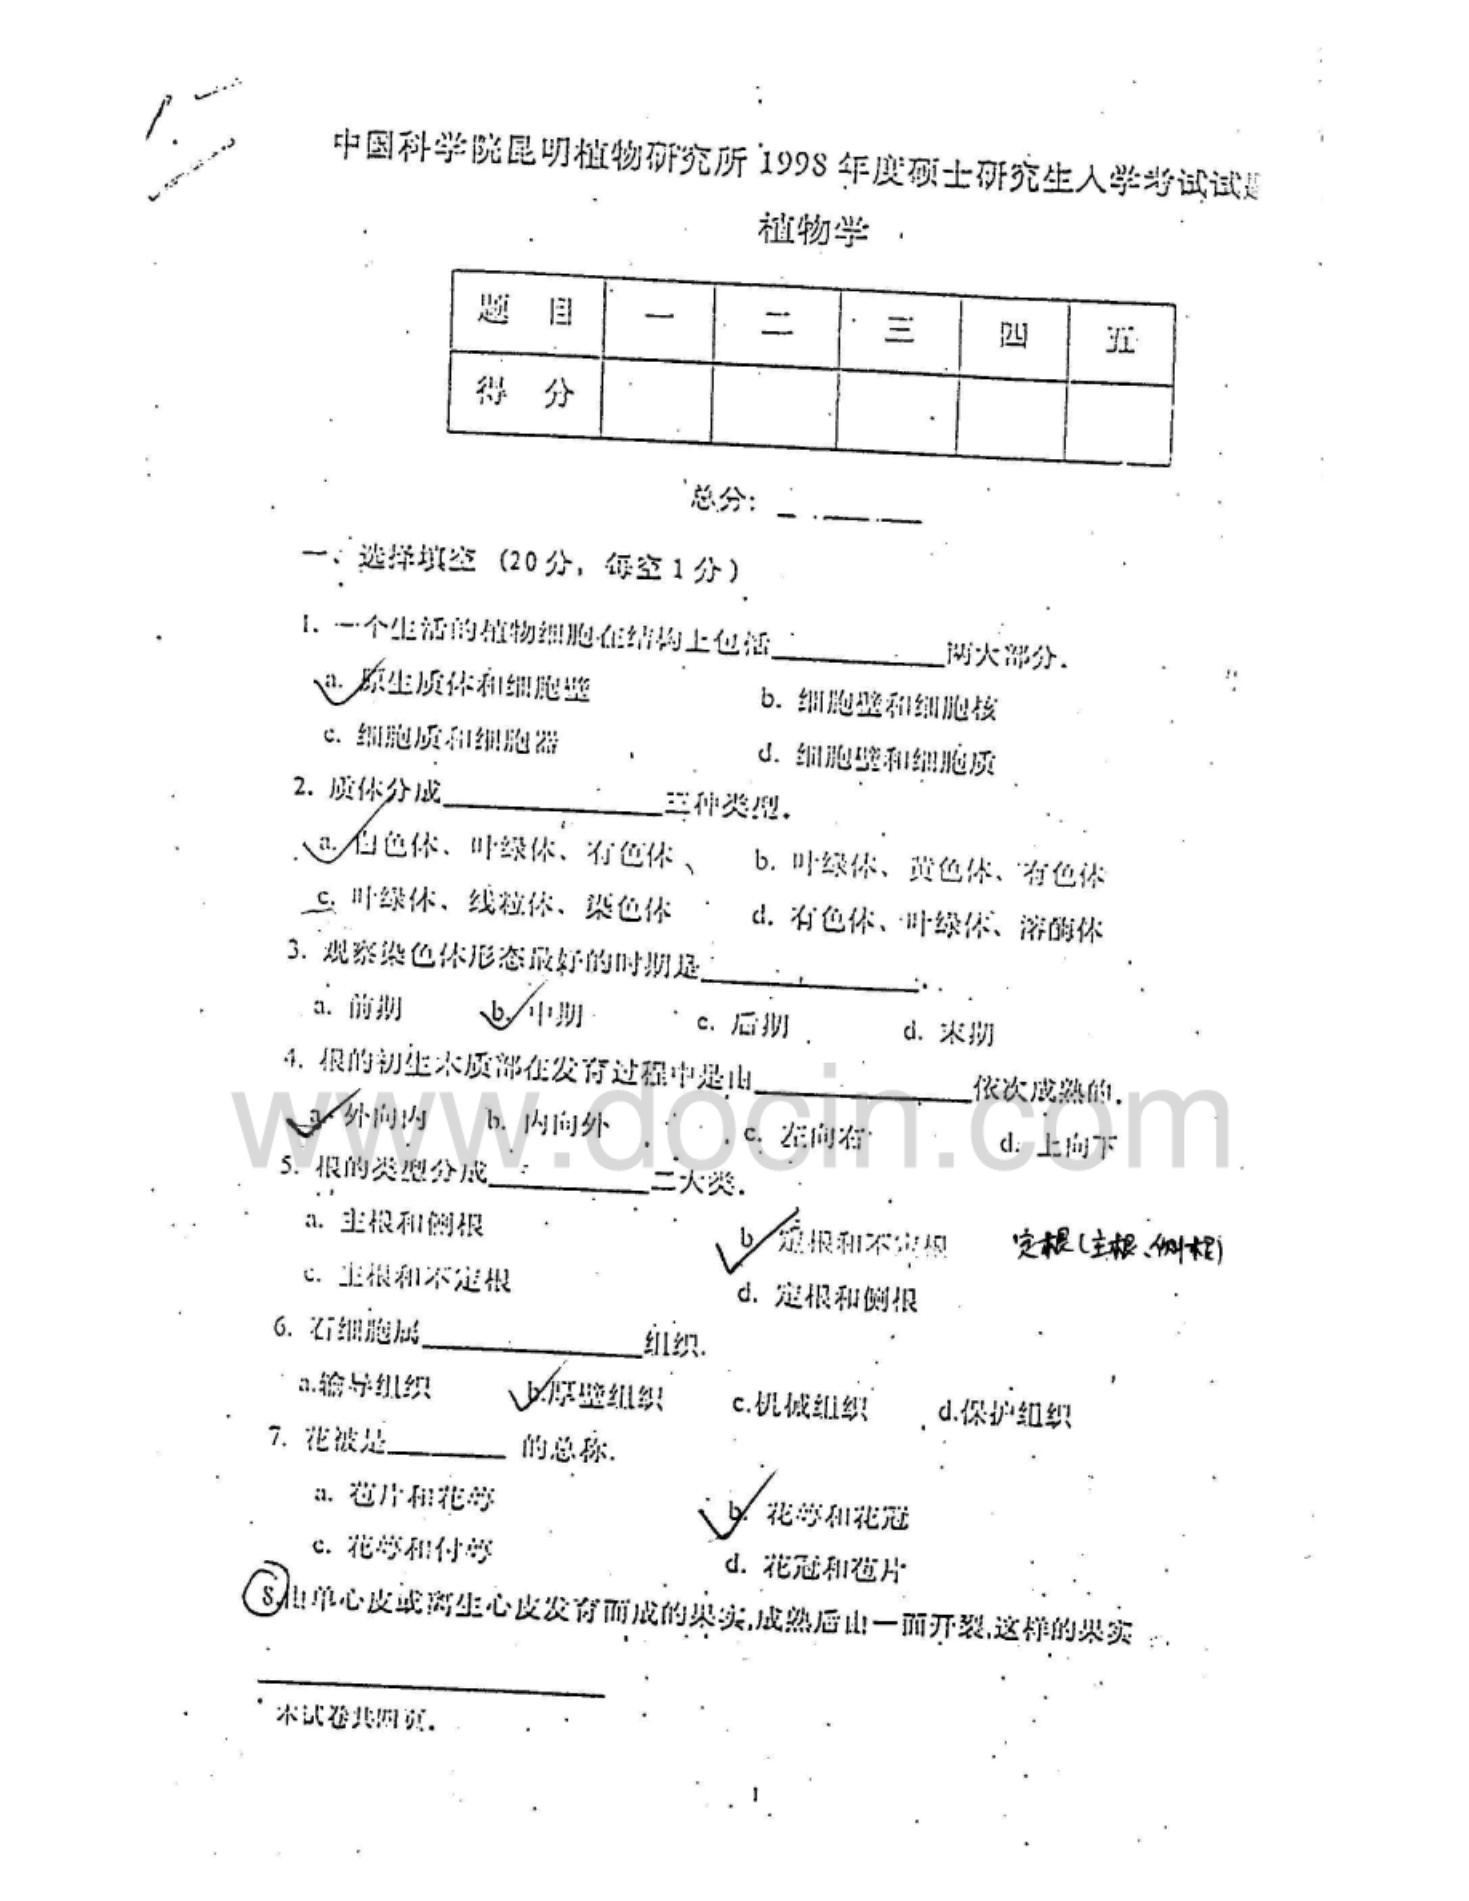 中国科学院昆明植物研究所 1998 年度硕士研究生入学考试试题
植物学
题 目 一 二 三 四 五
得 分
总分:
一、选择填空 (20 分, 每空 1 分)
1. 一个生活的植物细胞在结构上包括__________两大部分.
a. 原生质体和细胞壁 b. 细胞壁和细胞核
c. 细胞质和细胞器 d. 细胞壁和细胞质
2. 质体分成__________三种类型.
a. 白色体、叶绿体、有色体、 b. 叶绿体、黄色体、有色体
c. 叶绿体、线粒体、染色体 d. 有色体、叶绿体、溶酶体
3. 观察染色体形态最好的时期是__________.
a. 前期 b. 中期 c. 后期 d. 末期
4. 根的初生木质部在发育过程中是由__________依次成熟的.
a. 外向内 b. 内向外 c. 左向右 d. 上向下
5. 根的类型分成__________二大类.
a. 主根和侧根 b. 定根和不定根 定根(主根、侧根)
c. 主根和不定根 d. 定根和侧根
6. 石细胞属__________组织.
a.输导组织 b.厚壁组织 c.机械组织 d.保护组织
7. 花被是________ 的总称.
a. 苞片和花萼 b. 花萼和花冠
c. 花萼和付萼 d. 花冠和苞片
8.由单心皮或离生心皮发育而成的果实,成熟后由一面开裂,这样的果实
本试卷共四页.
1
www.docin.com